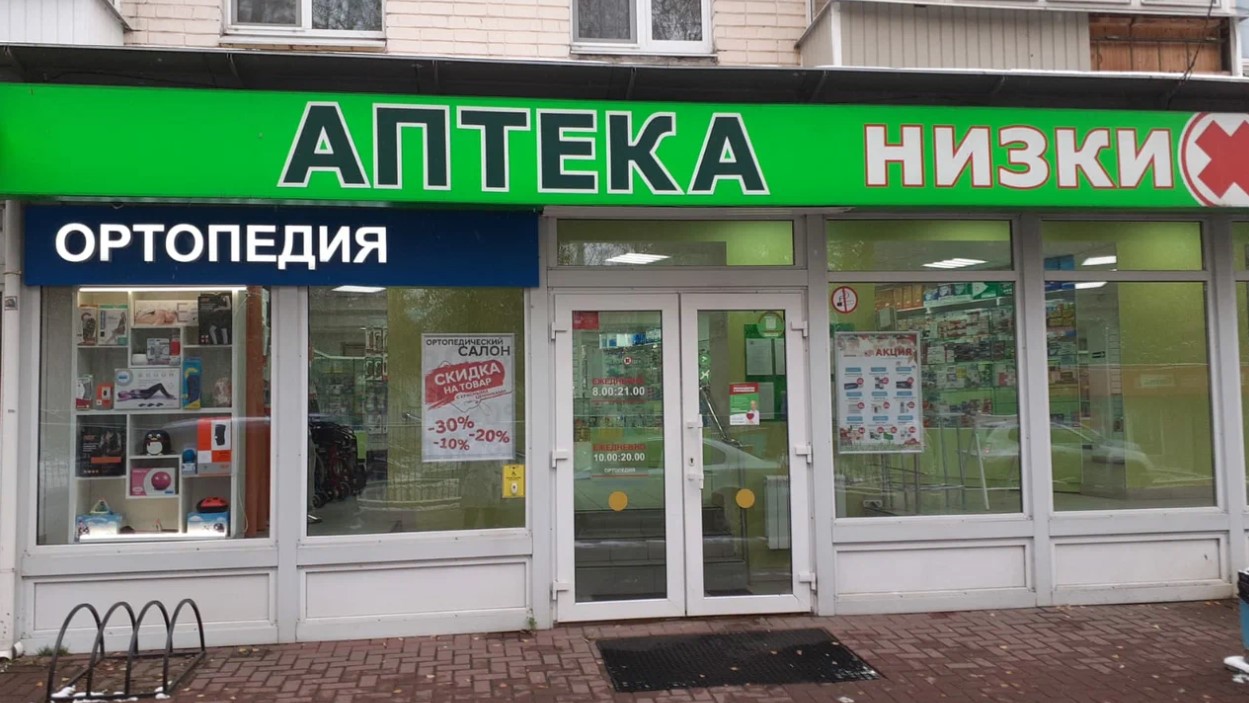 АПТЕКА НИЗКИ
ОРТОПЕДИЯ
ОРТОПЕДИЧЕСКИЙ
САЛОН
СКИДКА
НА ТОВАР
-30%
-10% -20%
ЕЖЕДНЕВНО
8.00:21.00
ЕЖЕДНЕВНО
10.00:20.00
ОРТОПЕДИЯ
АКЦИЯ